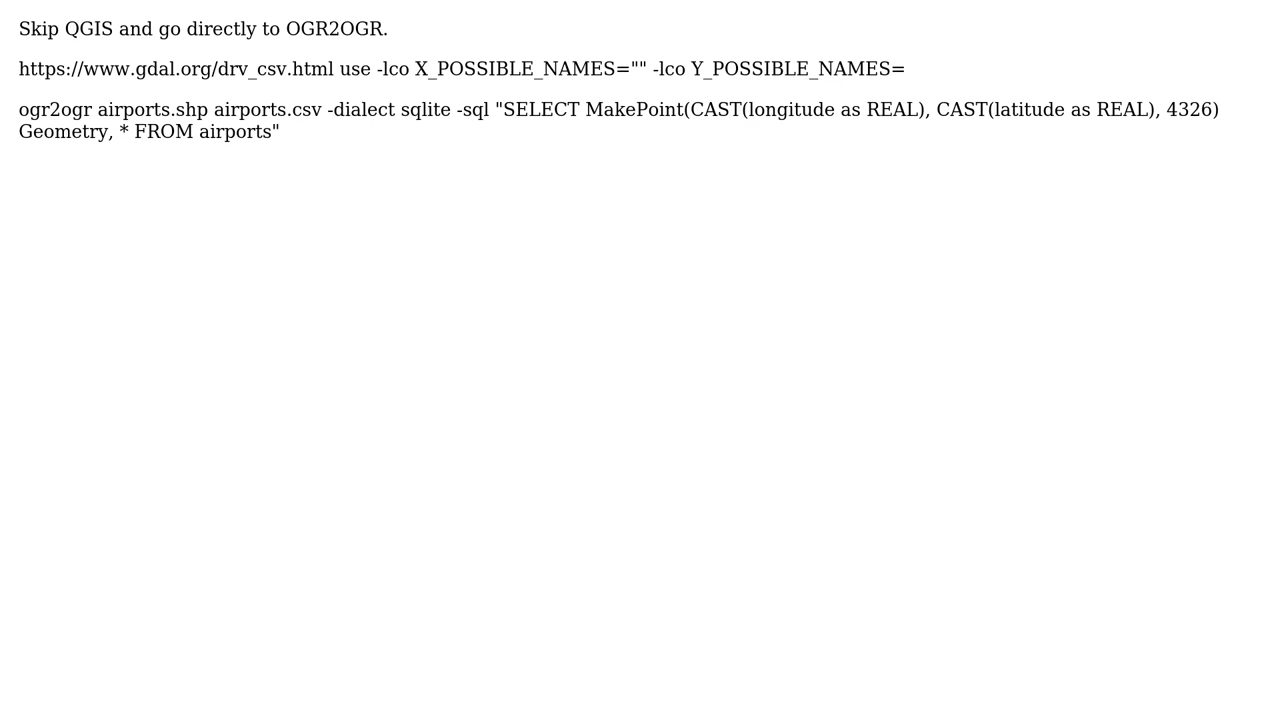 Skip QGIS and go directly to OGR2OGR.
https://www.gdal.org/drv_csv.html use -lco X_POSSIBLE_NAMES="" -lco Y_POSSIBLE_NAMES=
ogr2ogr airports.shp airports.csv -dialect sqlite -sql "SELECT MakePoint(CAST(longitude as REAL), CAST(latitude as REAL), 4326)
Geometry, * FROM airports"